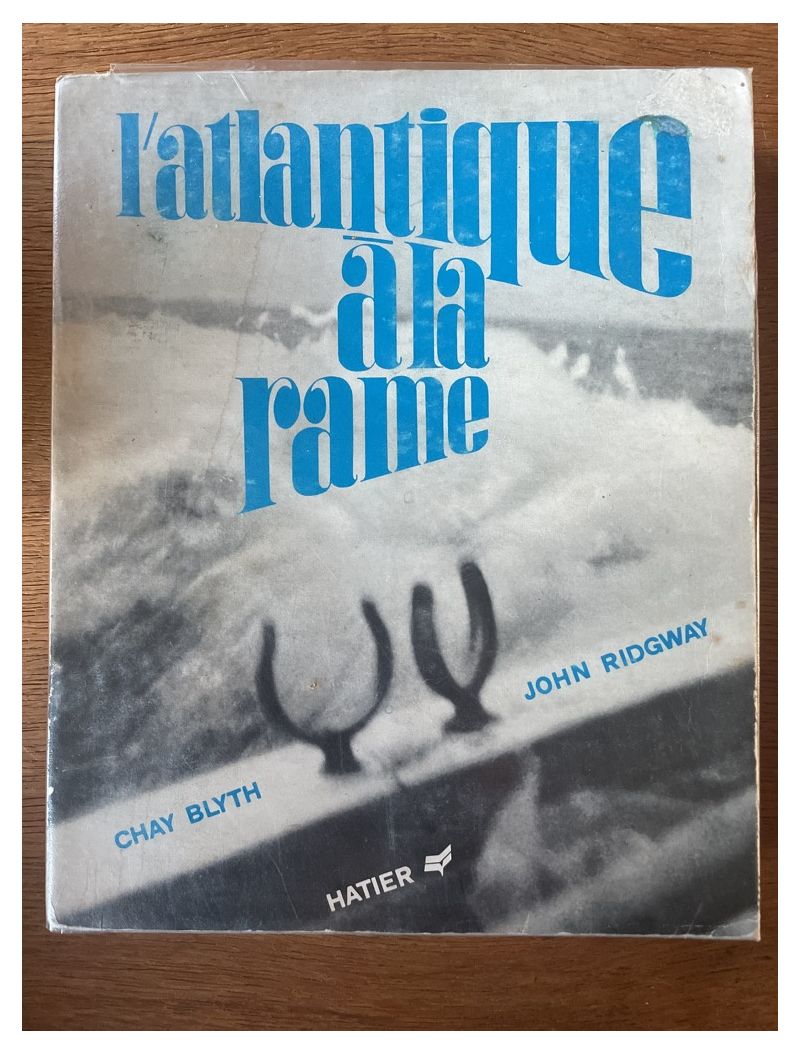 l'atlantique
à la
rame
JOHN RIDGWAY
CHAY BLYTH
HATIER